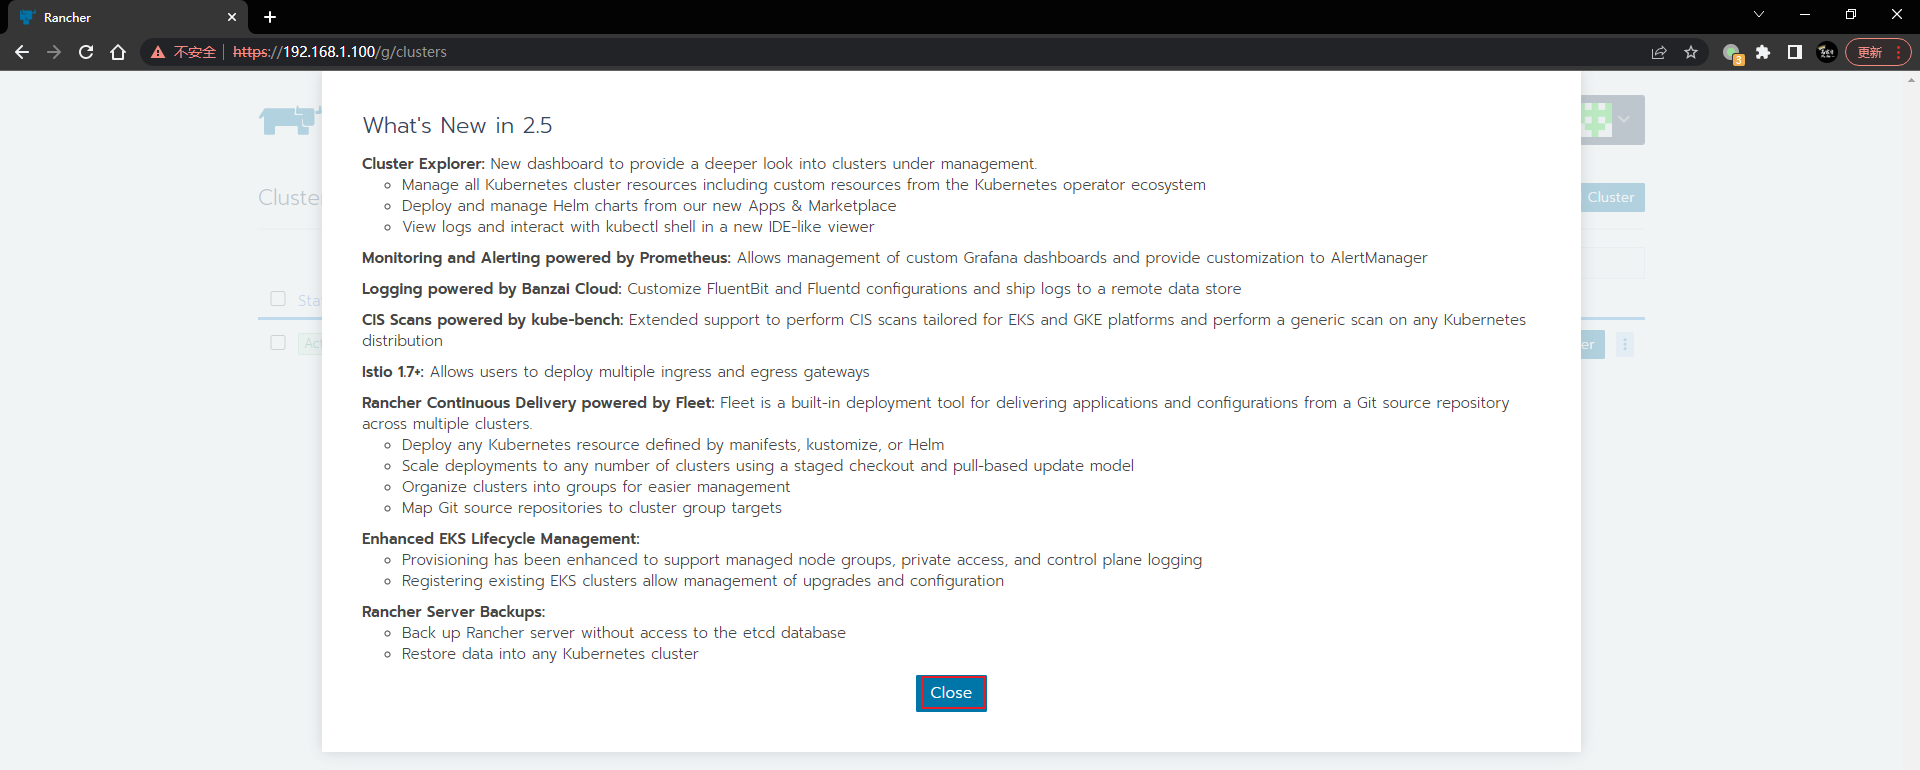 Rancher
不安全 https://192.168.1.100/g/clusters
3
更新
What's New in 2.5
Cluster Explorer: New dashboard to provide a deeper look into clusters under management.
Manage all Kubernetes cluster resources including custom resources from the Kubernetes operator ecosystem
Deploy and manage Helm charts from our new Apps & Marketplace
View logs and interact with kubectl shell in a new IDE-like viewer
Cluste
Cluster
Monitoring and Alerting powered by Prometheus: Allows management of custom Grafana dashboards and provide customization to AlertManager
Logging powered by Banzai Cloud: Customize FluentBit and Fluentd configurations and ship logs to a remote data store
Sta
CIS Scans powered by kube-bench: Extended support to perform CIS scans tailored for EKS and GKE platforms and perform a generic scan on any Kubernetes
distribution
Act
er
Istio 1.7+: Allows users to deploy multiple ingress and egress gateways
Rancher Continuous Delivery powered by Fleet: Fleet is a built-in deployment tool for delivering applications and configurations from a Git source repository
across multiple clusters.
Deploy any Kubernetes resource defined by manifests, kustomize, or Helm
Scale deployments to any number of clusters using a staged checkout and pull-based update model
Organize clusters into groups for easier management
Map Git source repositories to cluster group targets
Enhanced EKS Lifecycle Management:
Provisioning has been enhanced to support managed node groups, private access, and control plane logging
Registering existing EKS clusters allow management of upgrades and configuration
Rancher Server Backups:
Back up Rancher server without access to the etcd database
Restore data into any Kubernetes cluster
Close